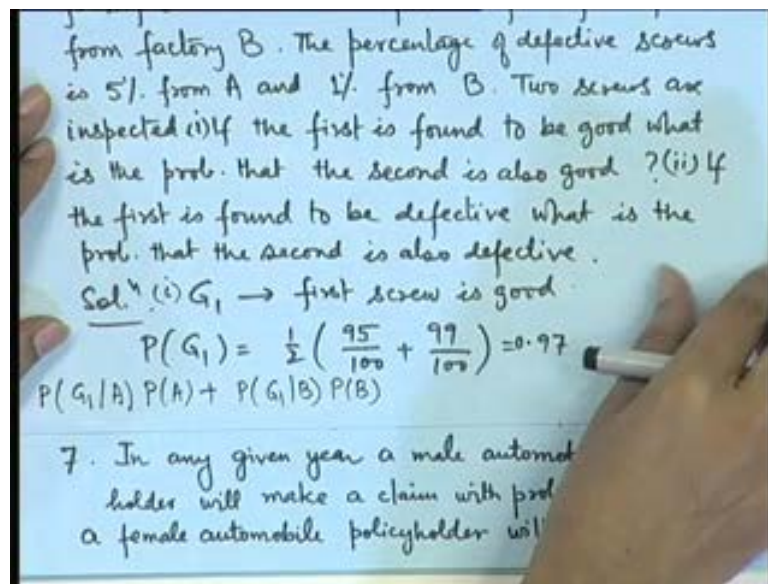 from factory B. The percentage of defective screws
is 5%. from A and 1%. from B. Two screws are
inspected (i) If the first is found to be good what
is the prob. that the second is also good ? (ii) If
the first is found to be defective what is the
prob. that the second is also defective.
Sol.ⁿ (i) G₁ → first screw is good
P(G₁) = 1/2 ( 95/100 + 99/100 ) = 0.97
P(G₁/A) P(A) + P(G₁/B) P(B)
7. In any given year a male automob
holder will make a claim with pro
a female automobile policyholder wil